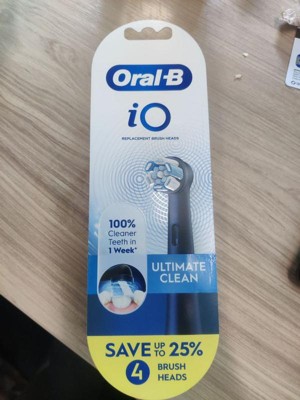 Oral-B
iO
REPLACEMENT BRUSH HEADS
100%
Cleaner
Teeth in
1 Week*
ULTIMATE
CLEAN
SAVE UP TO 25%
4 BRUSH
HEADS